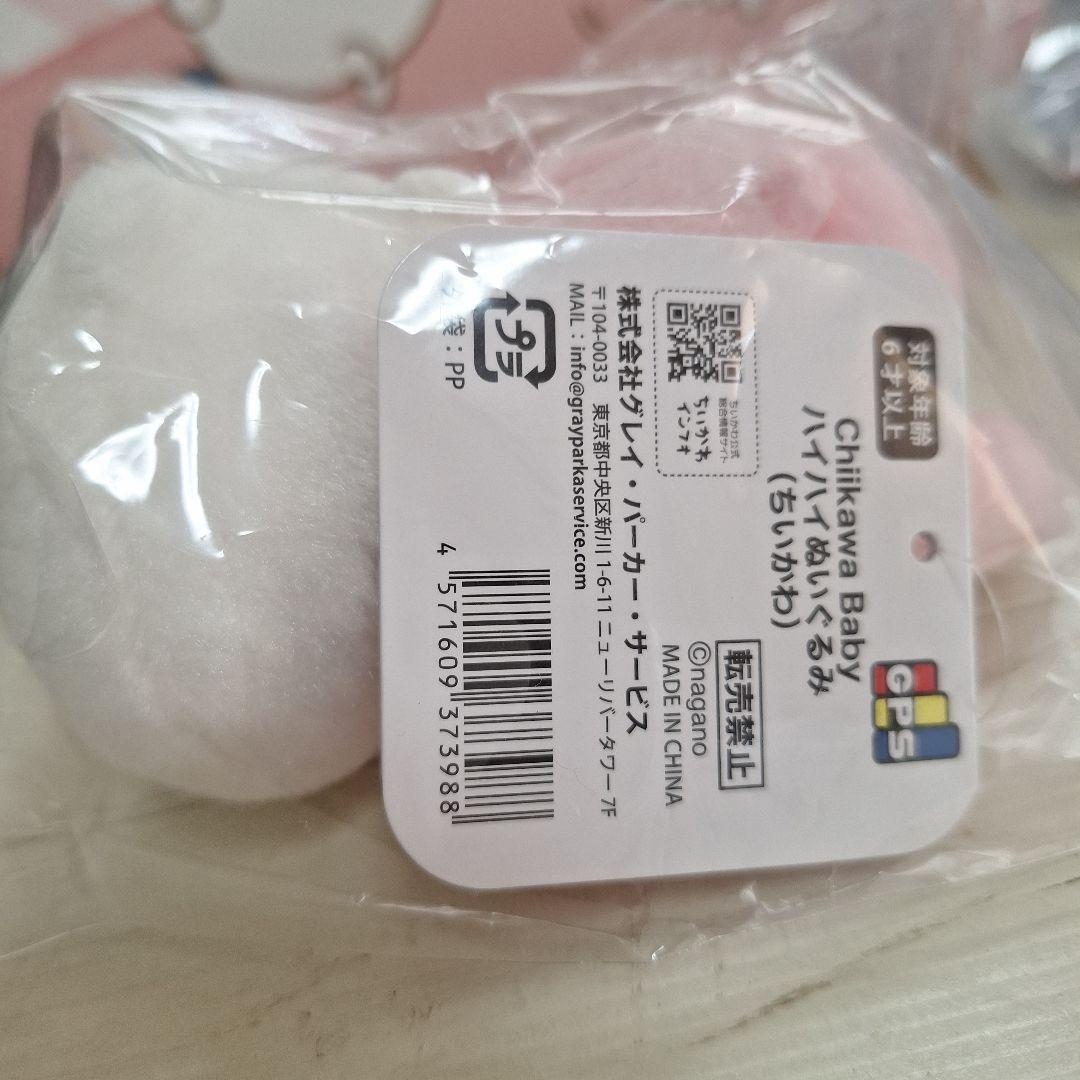 対象年齢
6才以上
GPS
Chiikawa Baby
ハイハイぬいぐるみ
(ちいかわ)
ちいかわ公式
総合情報サイト
ちいかわ
インフォ
転売禁止
©nagano
MADE IN CHINA
株式会社グレイ・パーカー・サービス
〒104-0033 東京都中央区新川 1-6-11 ニューリバータワー 7F
MAIL : info@grayparkaservice.com
プラ
袋 : PP
4 571609 373988